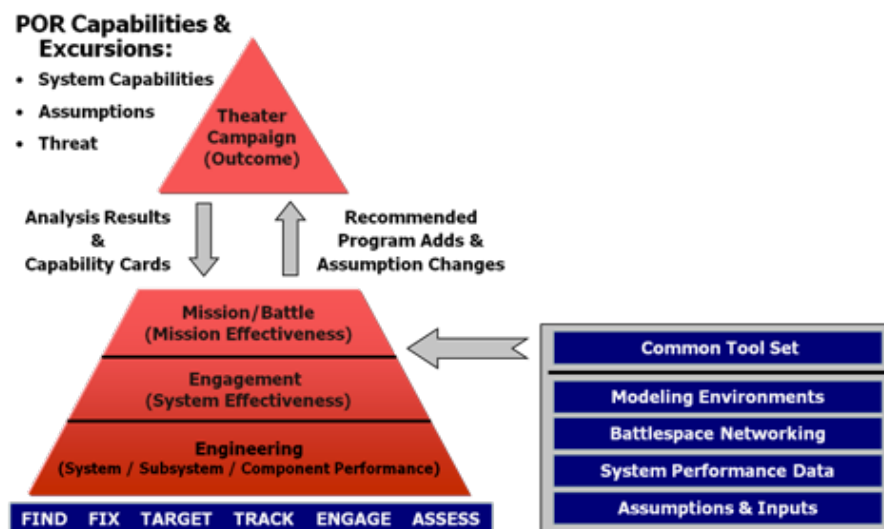 POR Capabilities &
Excursions:
• System Capabilities
• Assumptions
• Threat
Theater
Campaign
(Outcome)
Analysis Results
&
Capability Cards
Recommended
Program Adds &
Assumption Changes
Mission/Battle
(Mission Effectiveness)
Engagement
(System Effectiveness)
Engineering
(System / Subsystem / Component Performance)
FIND FIX TARGET TRACK ENGAGE ASSESS
Common Tool Set
Modeling Environments
Battlespace Networking
System Performance Data
Assumptions & Inputs